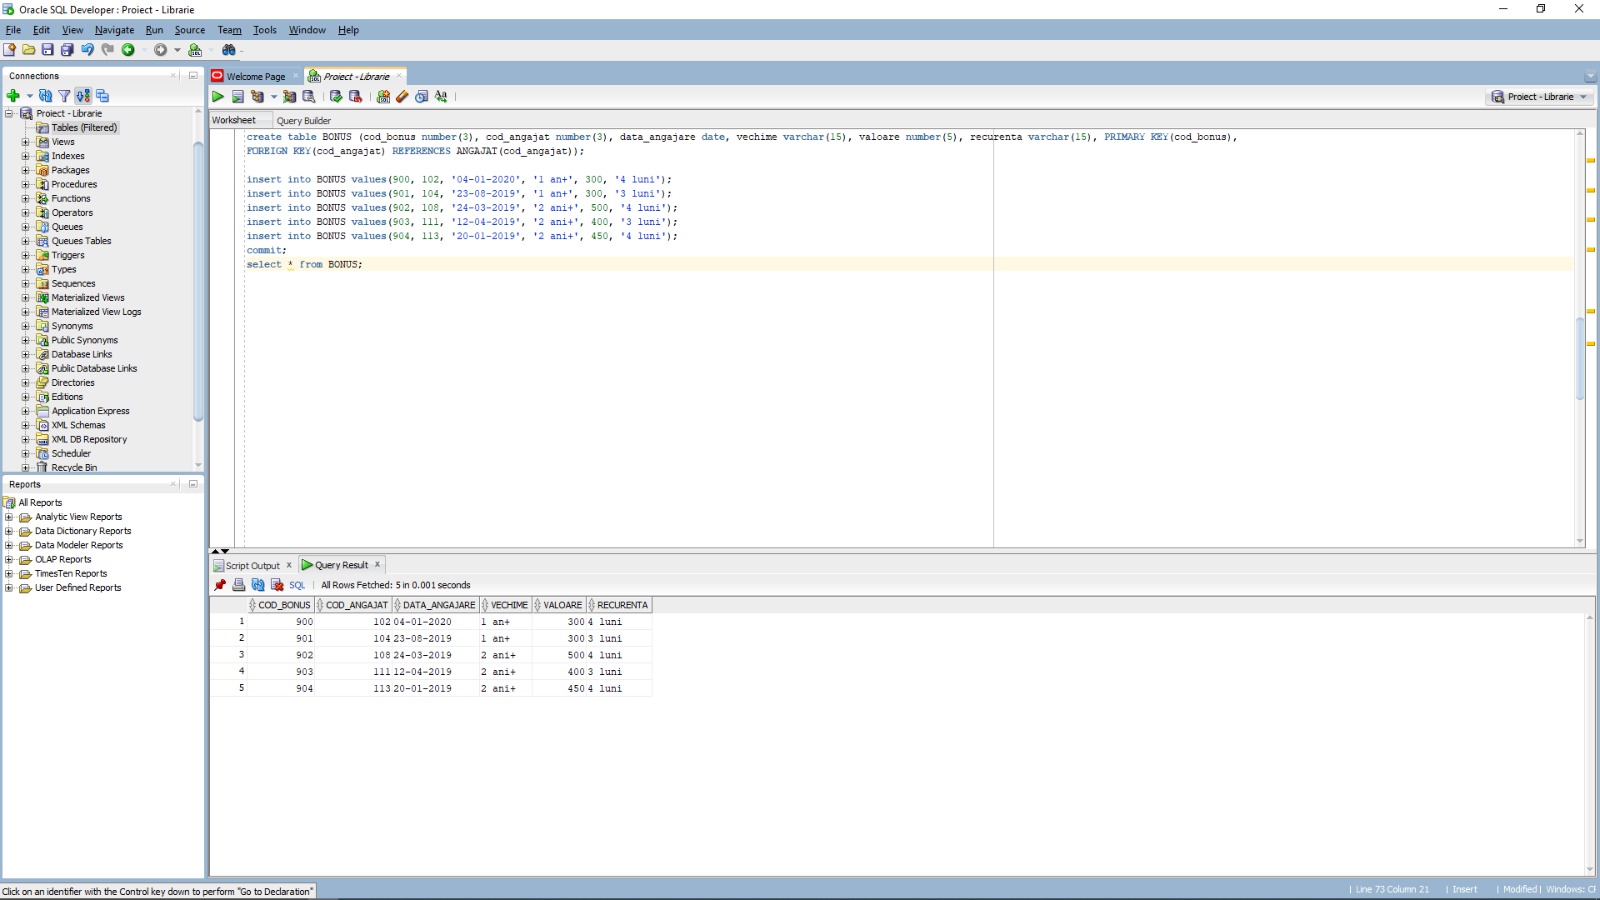 Oracle SQL Developer : Project - Librarie
File Edit View Navigate Run Source Team Tools Window Help
Connections
Project - Librarie
Tables (Filtered)
Views
Indexes
Packages
Procedures
Functions
Operators
Queues
Queues Tables
Triggers
Types
Sequences
Materialized Views
Materialized View Logs
Synonyms
Public Synonyms
Database Links
Public Database Links
Directories
Editions
Application Express
XML Schemas
XML DB Repository
Scheduler
Recycle Bin
Reports
All Reports
Analytic View Reports
Data Dictionary Reports
Data Modeler Reports
OLAP Reports
TimesTen Reports
User Defined Reports
Welcome Page Project - Librarie
Project - Librarie
Worksheet Query Builder
create table BONUS (cod_bonus number(3), cod_angajat number(3), data_angajare date, vechime varchar(15), valoare number(5), recurenta varchar(15), PRIMARY KEY(cod_bonus),
FOREIGN KEY(cod_angajat) REFERENCES ANGAJAT(cod_angajat));
insert into BONUS values(900, 102, '04-01-2020', '1 an+', 300, '4 luni');
insert into BONUS values(901, 104, '23-08-2019', '1 an+', 300, '3 luni');
insert into BONUS values(902, 108, '24-03-2019', '2 ani+', 500, '4 luni');
insert into BONUS values(903, 111, '12-04-2019', '2 ani+', 400, '3 luni');
insert into BONUS values(904, 113, '20-01-2019', '2 ani+', 450, '4 luni');
commit;
select * from BONUS;
Script Output Query Result
SQL All Rows Fetched: 5 in 0.001 seconds
COD_BONUS COD_ANGAJAT DATA_ANGAJARE VECHIME VALOARE RECURENTA
1 900 102 04-01-2020 1 an+ 300 4 luni
2 901 104 23-08-2019 1 an+ 300 3 luni
3 902 108 24-03-2019 2 ani+ 500 4 luni
4 903 111 12-04-2019 2 ani+ 400 3 luni
5 904 113 20-01-2019 2 ani+ 450 4 luni
Click on an identifier with the Control key down to perform "Go to Declaration"
Line 73 Column 21 | Insert | Modified | Windows: C